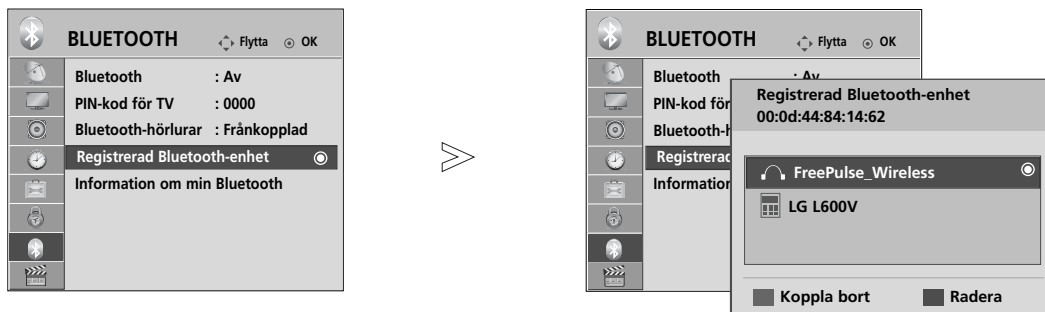 BLUETOOTH Flytta OK
Bluetooth : Av
PIN-kod för TV : 0000
Bluetooth-hörlurar : Frånkopplad
Registrerad Bluetooth-enhet
Information om min Bluetooth
BLUETOOTH Flytta OK
Bluetooth : Av
PIN-kod för
Bluetooth-h
Registrerad
Information
Registrerad Bluetooth-enhet
00:0d:44:84:14:62
FreePulse_Wireless
LG L600V
Koppla bort Radera